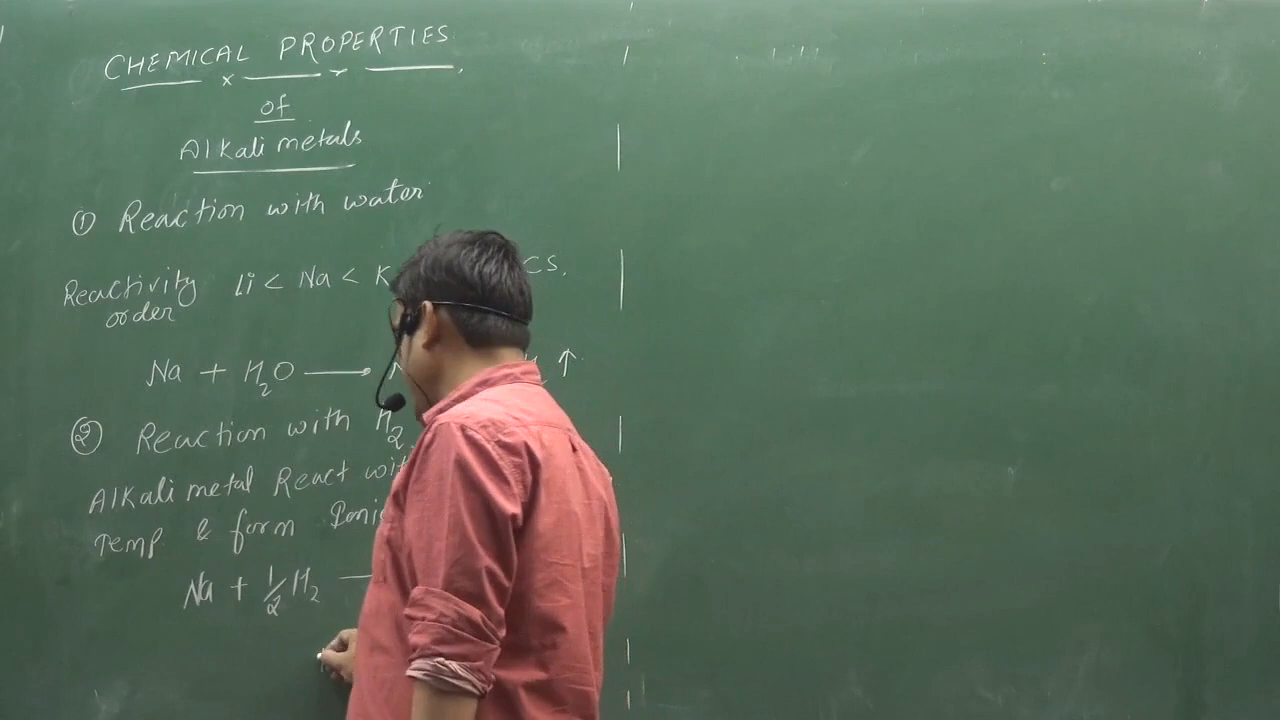 CHEMICAL PROPERTIES
of
Alkali metals
① Reaction with water
Reactivity order Li < Na < K CS.
Na + H2O ⟶ ↑
② Reaction with H2
Alkali metal React
Temp & form
Na + 1/2 H2